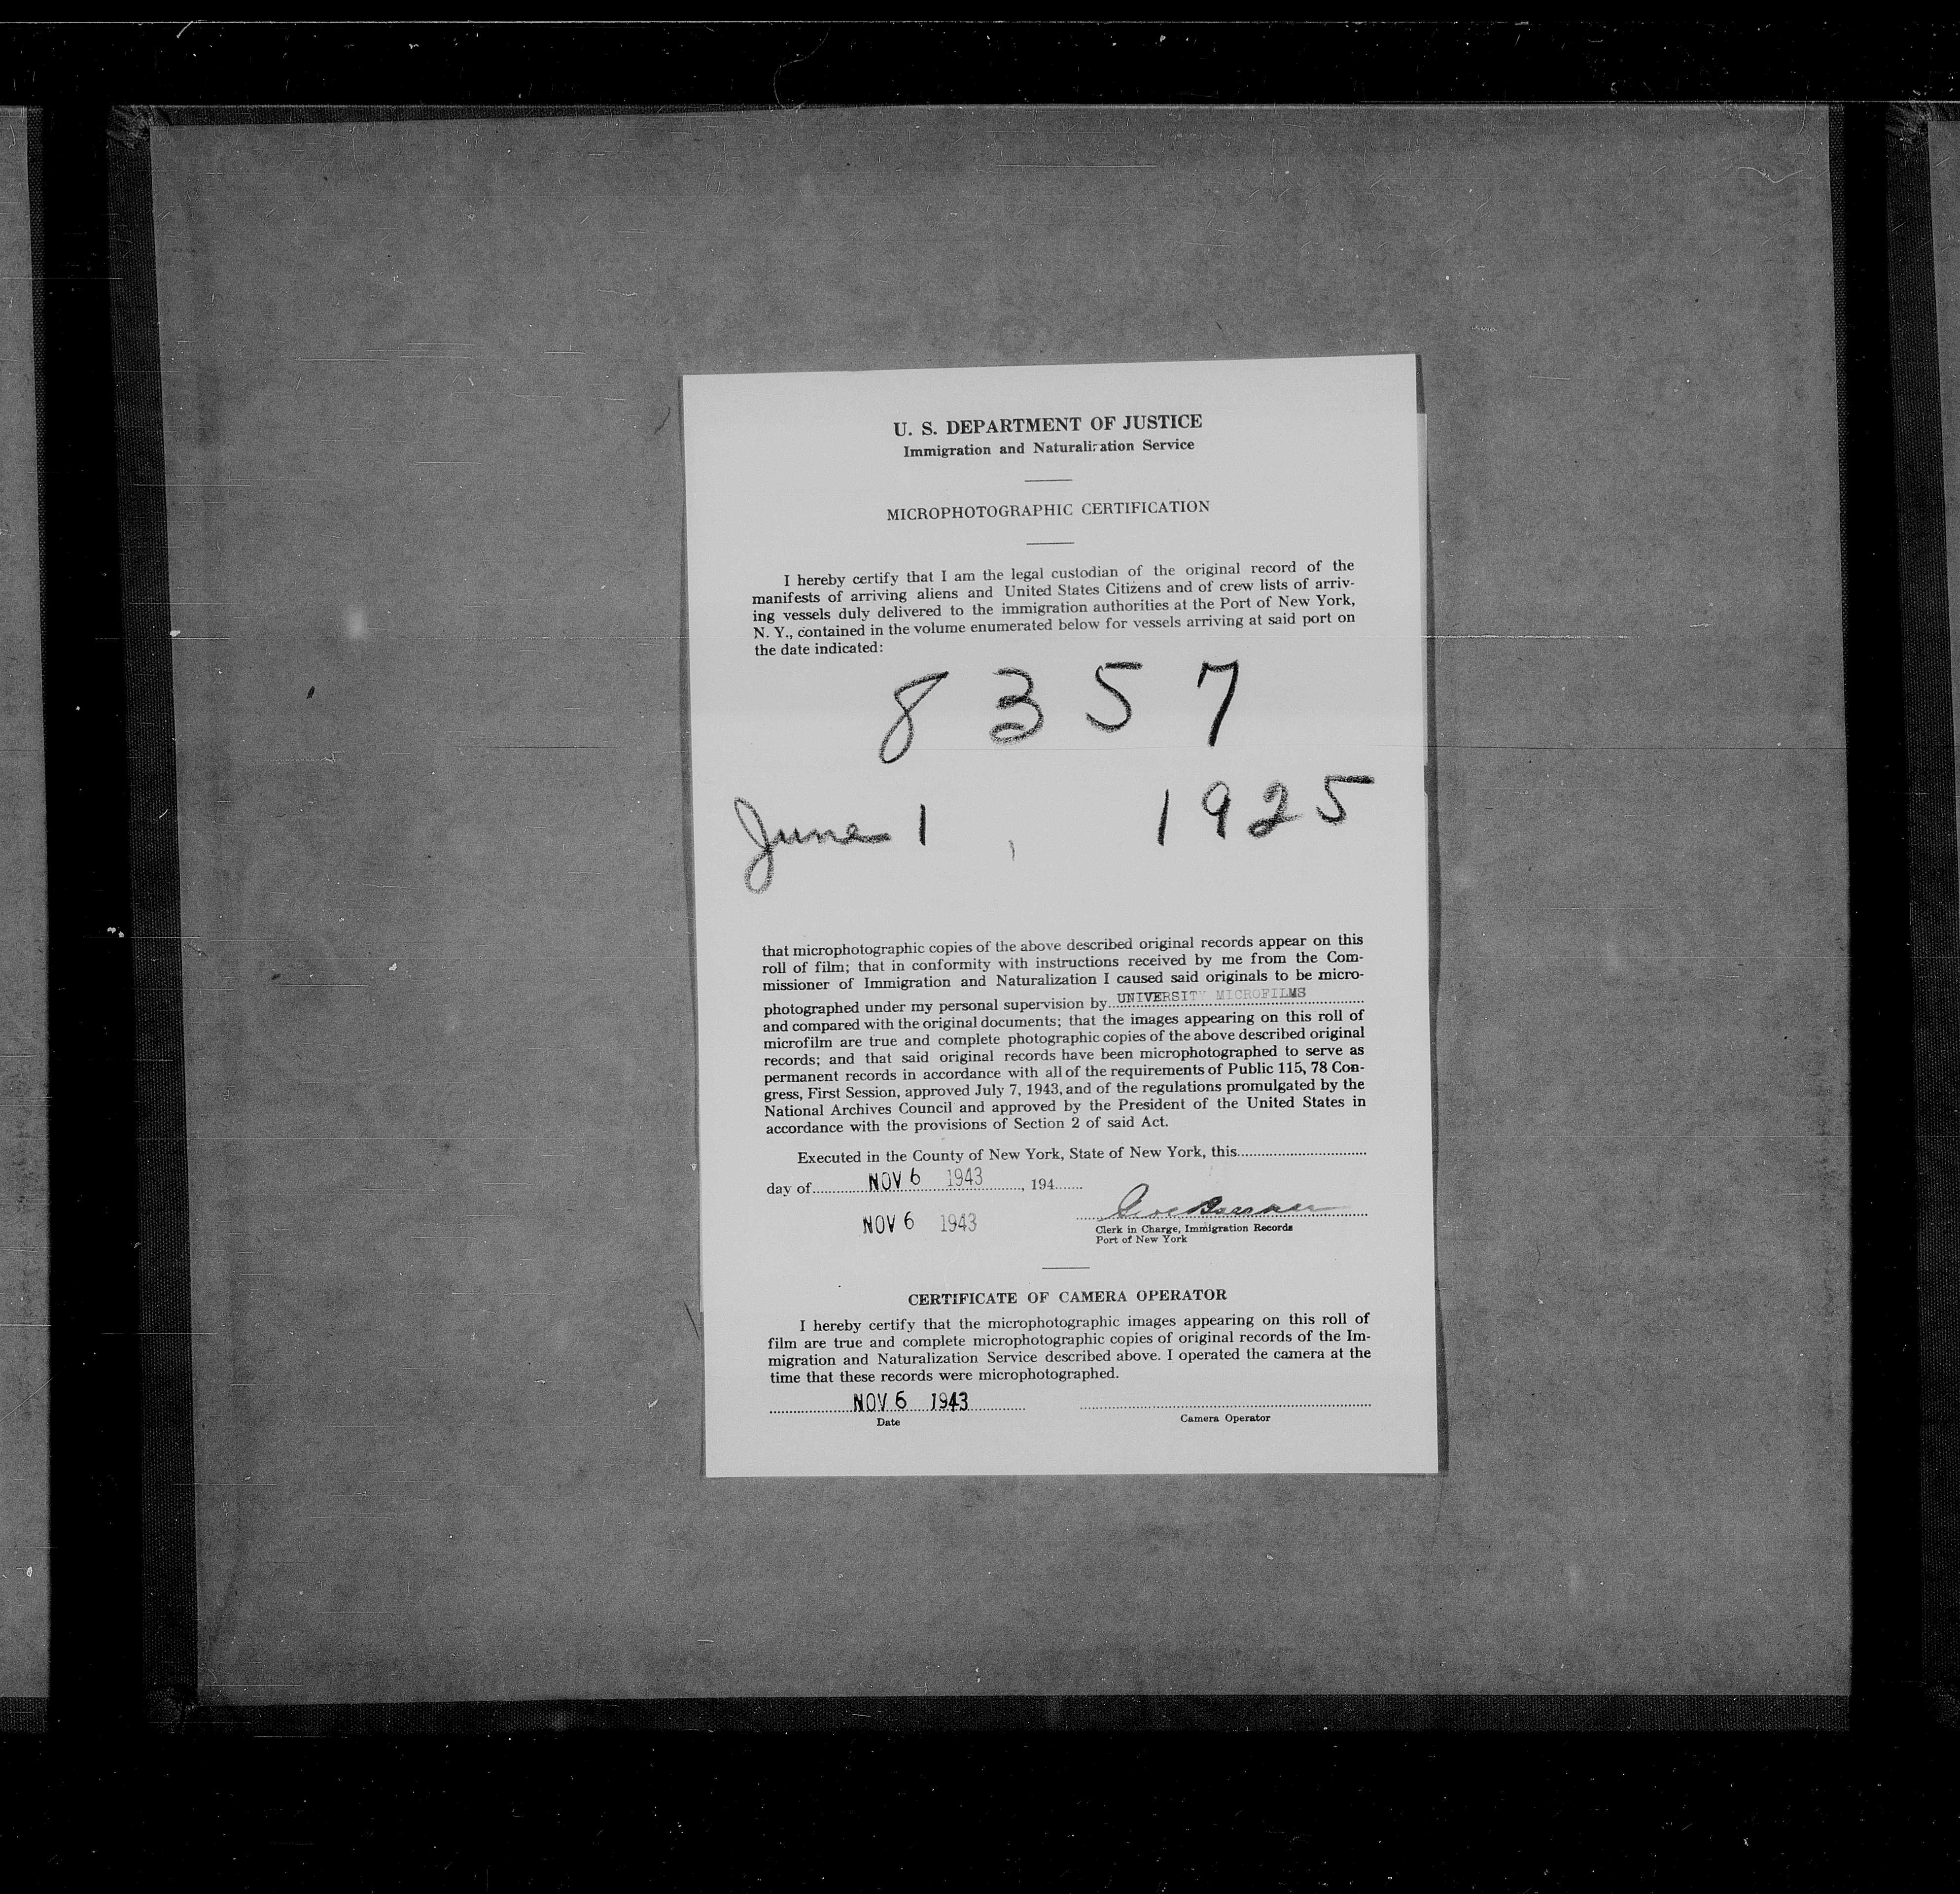 U. S. DEPARTMENT OF JUSTICE
Immigration and Naturalization Service
MICROPHOTOGRAPHIC CERTIFICATION
I hereby certify that I am the legal custodian of the original record of the
manifests of arriving aliens and United States Citizens and of crew lists of arriv-
ing vessels duly delivered to the immigration authorities at the Port of New York,
N. Y., contained in the volume enumerated below for vessels arriving at said port on
the date indicated:
8 3 5 7
June 1, 1925
that microphotographic copies of the above described original records appear on this
roll of film; that in conformity with instructions received by me from the Com-
missioner of Immigration and Naturalization I caused said originals to be micro-
photographed under my personal supervision by UNIVERSITY MICROFILMS
and compared with the original documents; that the images appearing on this roll of
microfilm are true and complete photographic copies of the above described original
records; and that said original records have been microphotographed to serve as
permanent records in accordance with all of the requirements of Public 115, 78 Con-
gress, First Session, approved July 7, 1943, and of the regulations promulgated by the
National Archives Council and approved by the President of the United States in
accordance with the provisions of Section 2 of said Act.
Executed in the County of New York, State of New York, this
day of NOV 6 1943, 194
NOV 6 1943
Clerk in Charge, Immigration Records
Port of New York
CERTIFICATE OF CAMERA OPERATOR
I hereby certify that the microphotographic images appearing on this roll of
film are true and complete microphotographic copies of original records of the Im-
migration and Naturalization Service described above. I operated the camera at the
time that these records were microphotographed.
NOV 6 1943
Date
Camera Operator